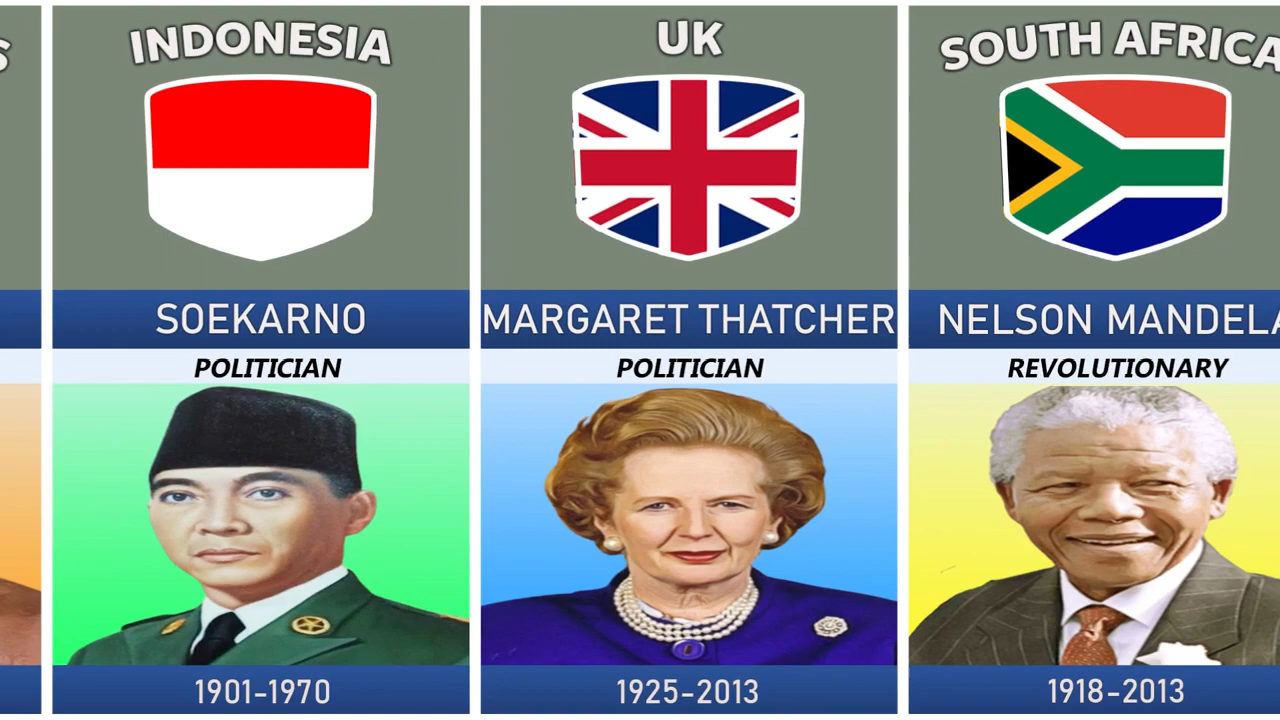 S
INDONESIA
SOEKARNO
POLITICIAN
1901-1970
UK
MARGARET THATCHER
POLITICIAN
1925-2013
SOUTH AFRICA
NELSON MANDELA
REVOLUTIONARY
1918-2013